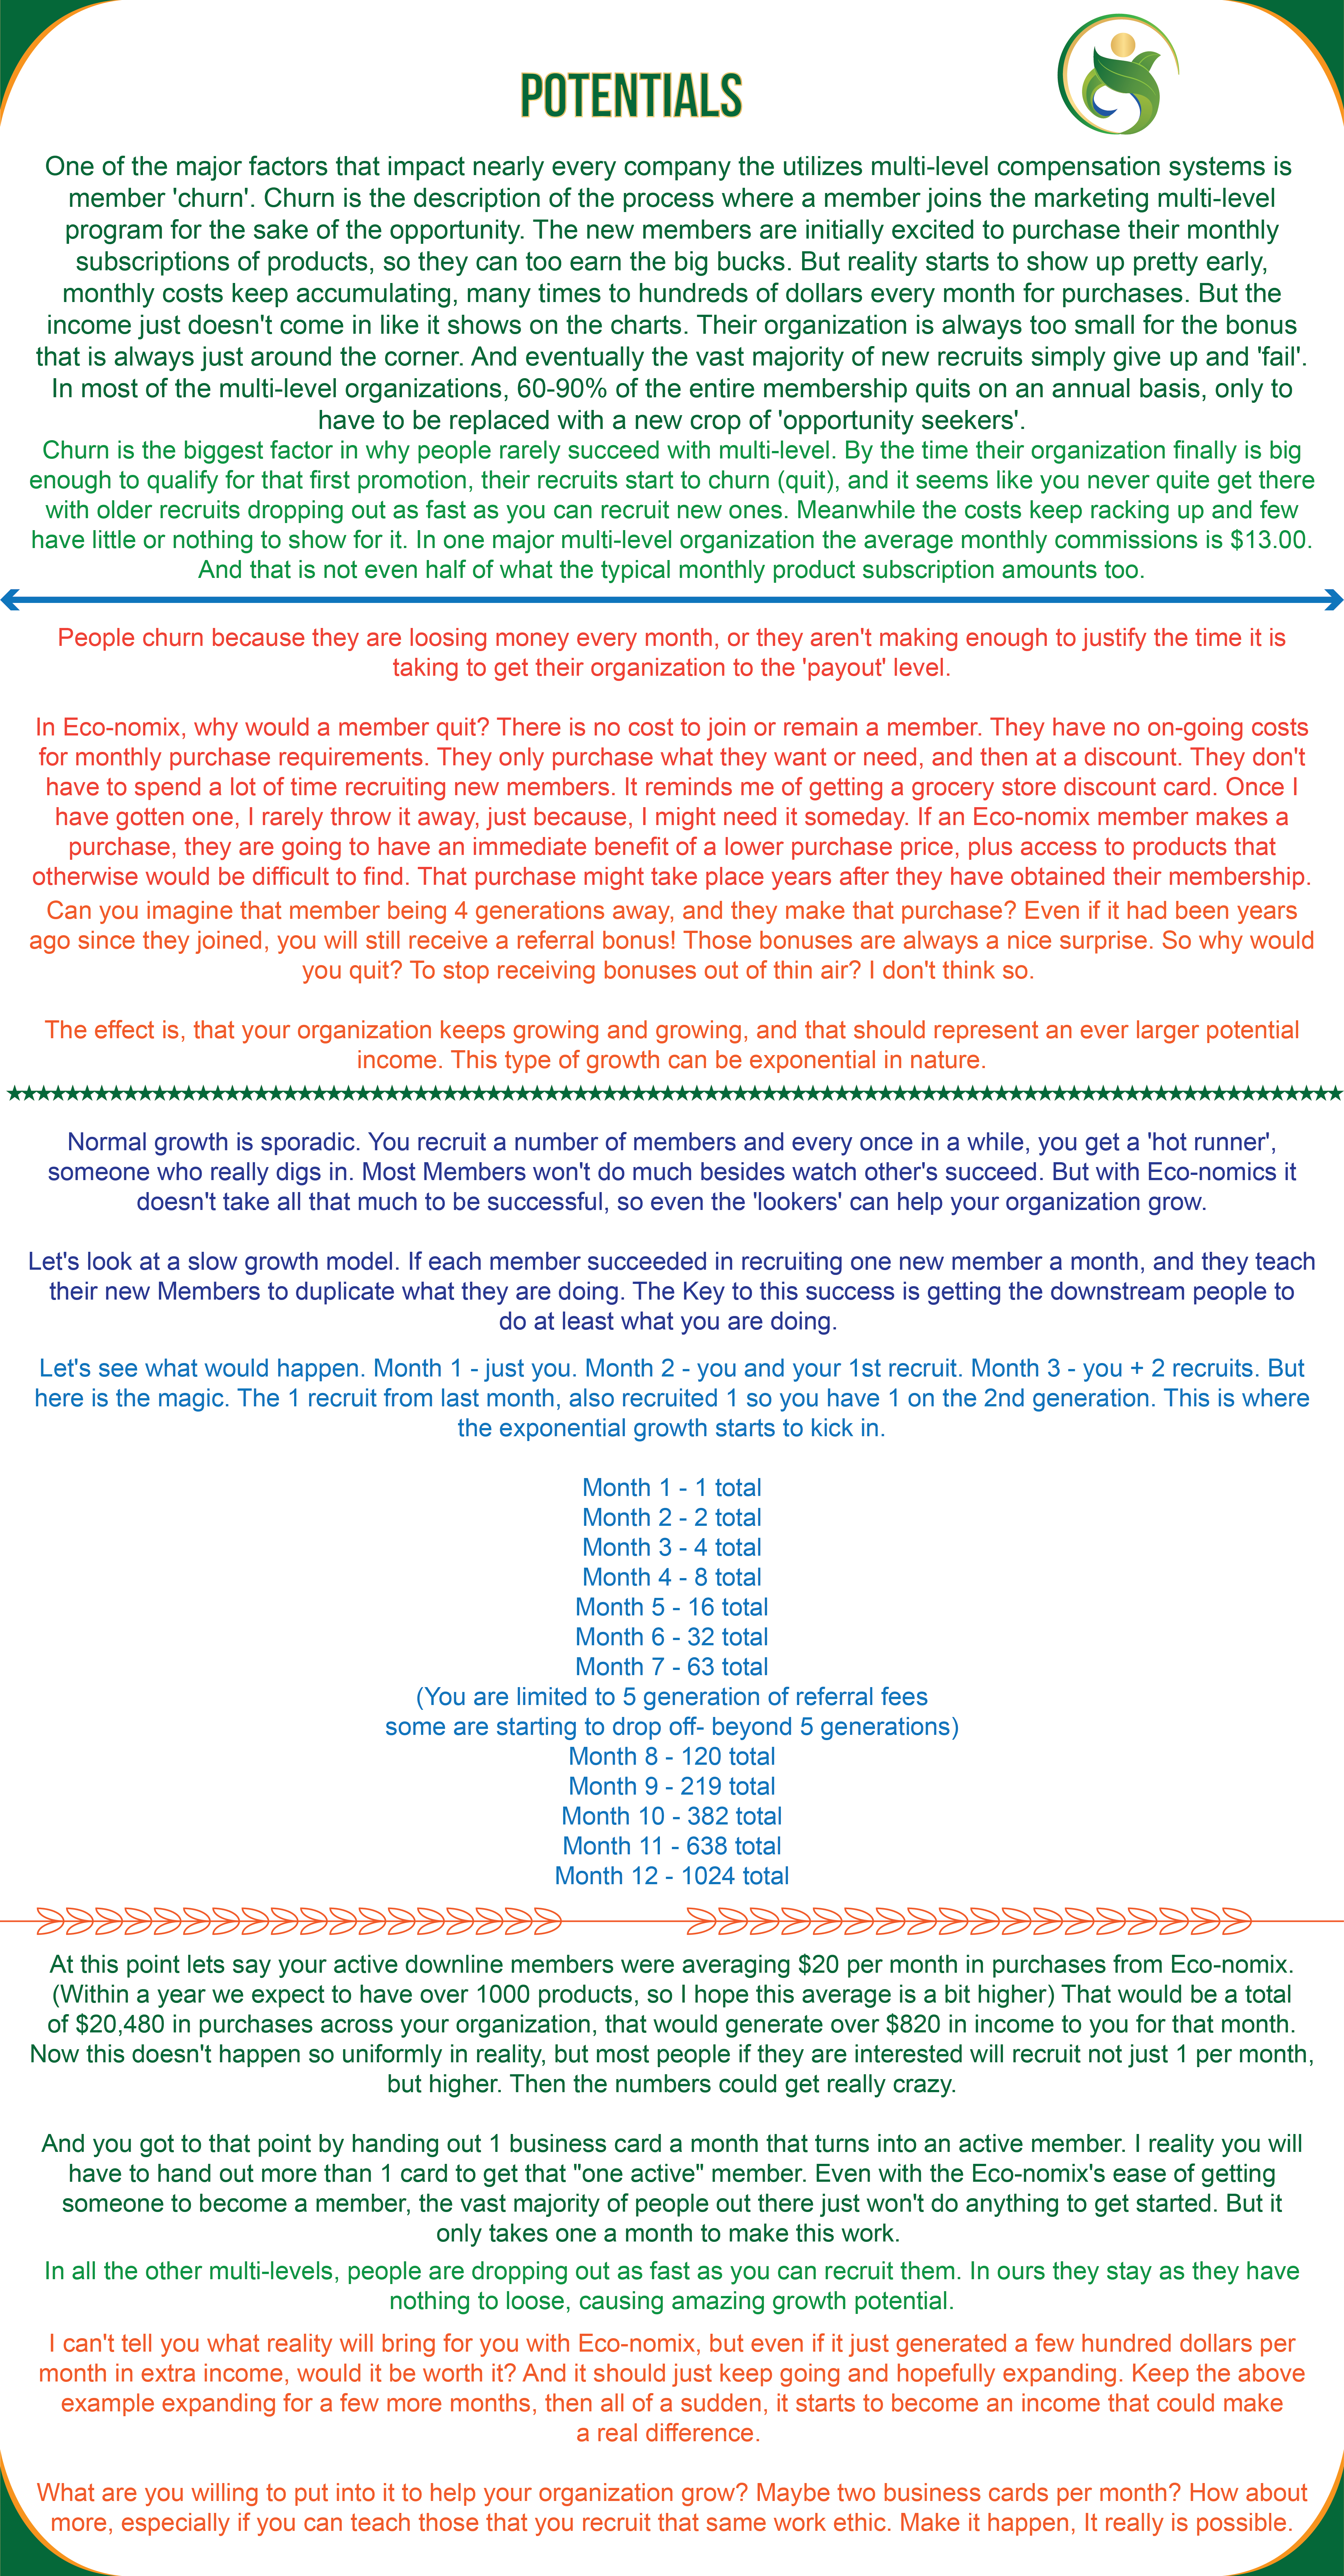 POTENTIALS
One of the major factors that impact nearly every company the utilizes multi-level compensation systems is
member 'churn'. Churn is the description of the process where a member joins the marketing multi-level
program for the sake of the opportunity. The new members are initially excited to purchase their monthly
subscriptions of products, so they can too earn the big bucks. But reality starts to show up pretty early,
monthly costs keep accumulating, many times to hundreds of dollars every month for purchases. But the
income just doesn't come in like it shows on the charts. Their organization is always too small for the bonus
that is always just around the corner. And eventually the vast majority of new recruits simply give up and 'fail'.
In most of the multi-level organizations, 60-90% of the entire membership quits on an annual basis, only to
have to be replaced with a new crop of 'opportunity seekers'.
Churn is the biggest factor in why people rarely succeed with multi-level. By the time their organization finally is big
enough to qualify for that first promotion, their recruits start to churn (quit), and it seems like you never quite get there
with older recruits dropping out as fast as you can recruit new ones. Meanwhile the costs keep racking up and few
have little or nothing to show for it. In one major multi-level organization the average monthly commissions is $13.00.
And that is not even half of what the typical monthly product subscription amounts too.
People churn because they are loosing money every month, or they aren't making enough to justify the time it is
taking to get their organization to the 'payout' level.
In Eco-nomix, why would a member quit? There is no cost to join or remain a member. They have no on-going costs
for monthly purchase requirements. They only purchase what they want or need, and then at a discount. They don't
have to spend a lot of time recruiting new members. It reminds me of getting a grocery store discount card. Once I
have gotten one, I rarely throw it away, just because, I might need it someday. If an Eco-nomix member makes a
purchase, they are going to have an immediate benefit of a lower purchase price, plus access to products that
otherwise would be difficult to find. That purchase might take place years after they have obtained their membership.
Can you imagine that member being 4 generations away, and they make that purchase? Even if it had been years
ago since they joined, you will still receive a referral bonus! Those bonuses are always a nice surprise. So why would
you quit? To stop receiving bonuses out of thin air? I don't think so.
The effect is, that your organization keeps growing and growing, and that should represent an ever larger potential
income. This type of growth can be exponential in nature.
Normal growth is sporadic. You recruit a number of members and every once in a while, you get a 'hot runner',
someone who really digs in. Most Members won't do much besides watch other's succeed. But with Eco-nomics it
doesn't take all that much to be successful, so even the 'lookers' can help your organization grow.
Let's look at a slow growth model. If each member succeeded in recruiting one new member a month, and they teach
their new Members to duplicate what they are doing. The Key to this success is getting the downstream people to
do at least what you are doing.
Let's see what would happen. Month 1 - just you. Month 2 - you and your 1st recruit. Month 3 - you + 2 recruits. But
here is the magic. The 1 recruit from last month, also recruited 1 so you have 1 on the 2nd generation. This is where
the exponential growth starts to kick in.
Month 1 - 1 total
Month 2 - 2 total
Month 3 - 4 total
Month 4 - 8 total
Month 5 - 16 total
Month 6 - 32 total
Month 7 - 63 total
(You are limited to 5 generation of referral fees
some are starting to drop off- beyond 5 generations)
Month 8 - 120 total
Month 9 - 219 total
Month 10 - 382 total
Month 11 - 638 total
Month 12 - 1024 total
At this point lets say your active downline members were averaging $20 per month in purchases from Eco-nomix.
(Within a year we expect to have over 1000 products, so I hope this average is a bit higher) That would be a total
of $20,480 in purchases across your organization, that would generate over $820 in income to you for that month.
Now this doesn't happen so uniformly in reality, but most people if they are interested will recruit not just 1 per month,
but higher. Then the numbers could get really crazy.
And you got to that point by handing out 1 business card a month that turns into an active member. I reality you will
have to hand out more than 1 card to get that "one active" member. Even with the Eco-nomix's ease of getting
someone to become a member, the vast majority of people out there just won't do anything to get started. But it
only takes one a month to make this work.
In all the other multi-levels, people are dropping out as fast as you can recruit them. In ours they stay as they have
nothing to loose, causing amazing growth potential.
I can't tell you what reality will bring for you with Eco-nomix, but even if it just generated a few hundred dollars per
month in extra income, would it be worth it? And it should just keep going and hopefully expanding. Keep the above
example expanding for a few more months, then all of a sudden, it starts to become an income that could make
a real difference.
What are you willing to put into it to help your organization grow? Maybe two business cards per month? How about
more, especially if you can teach those that you recruit that same work ethic. Make it happen, It really is possible.